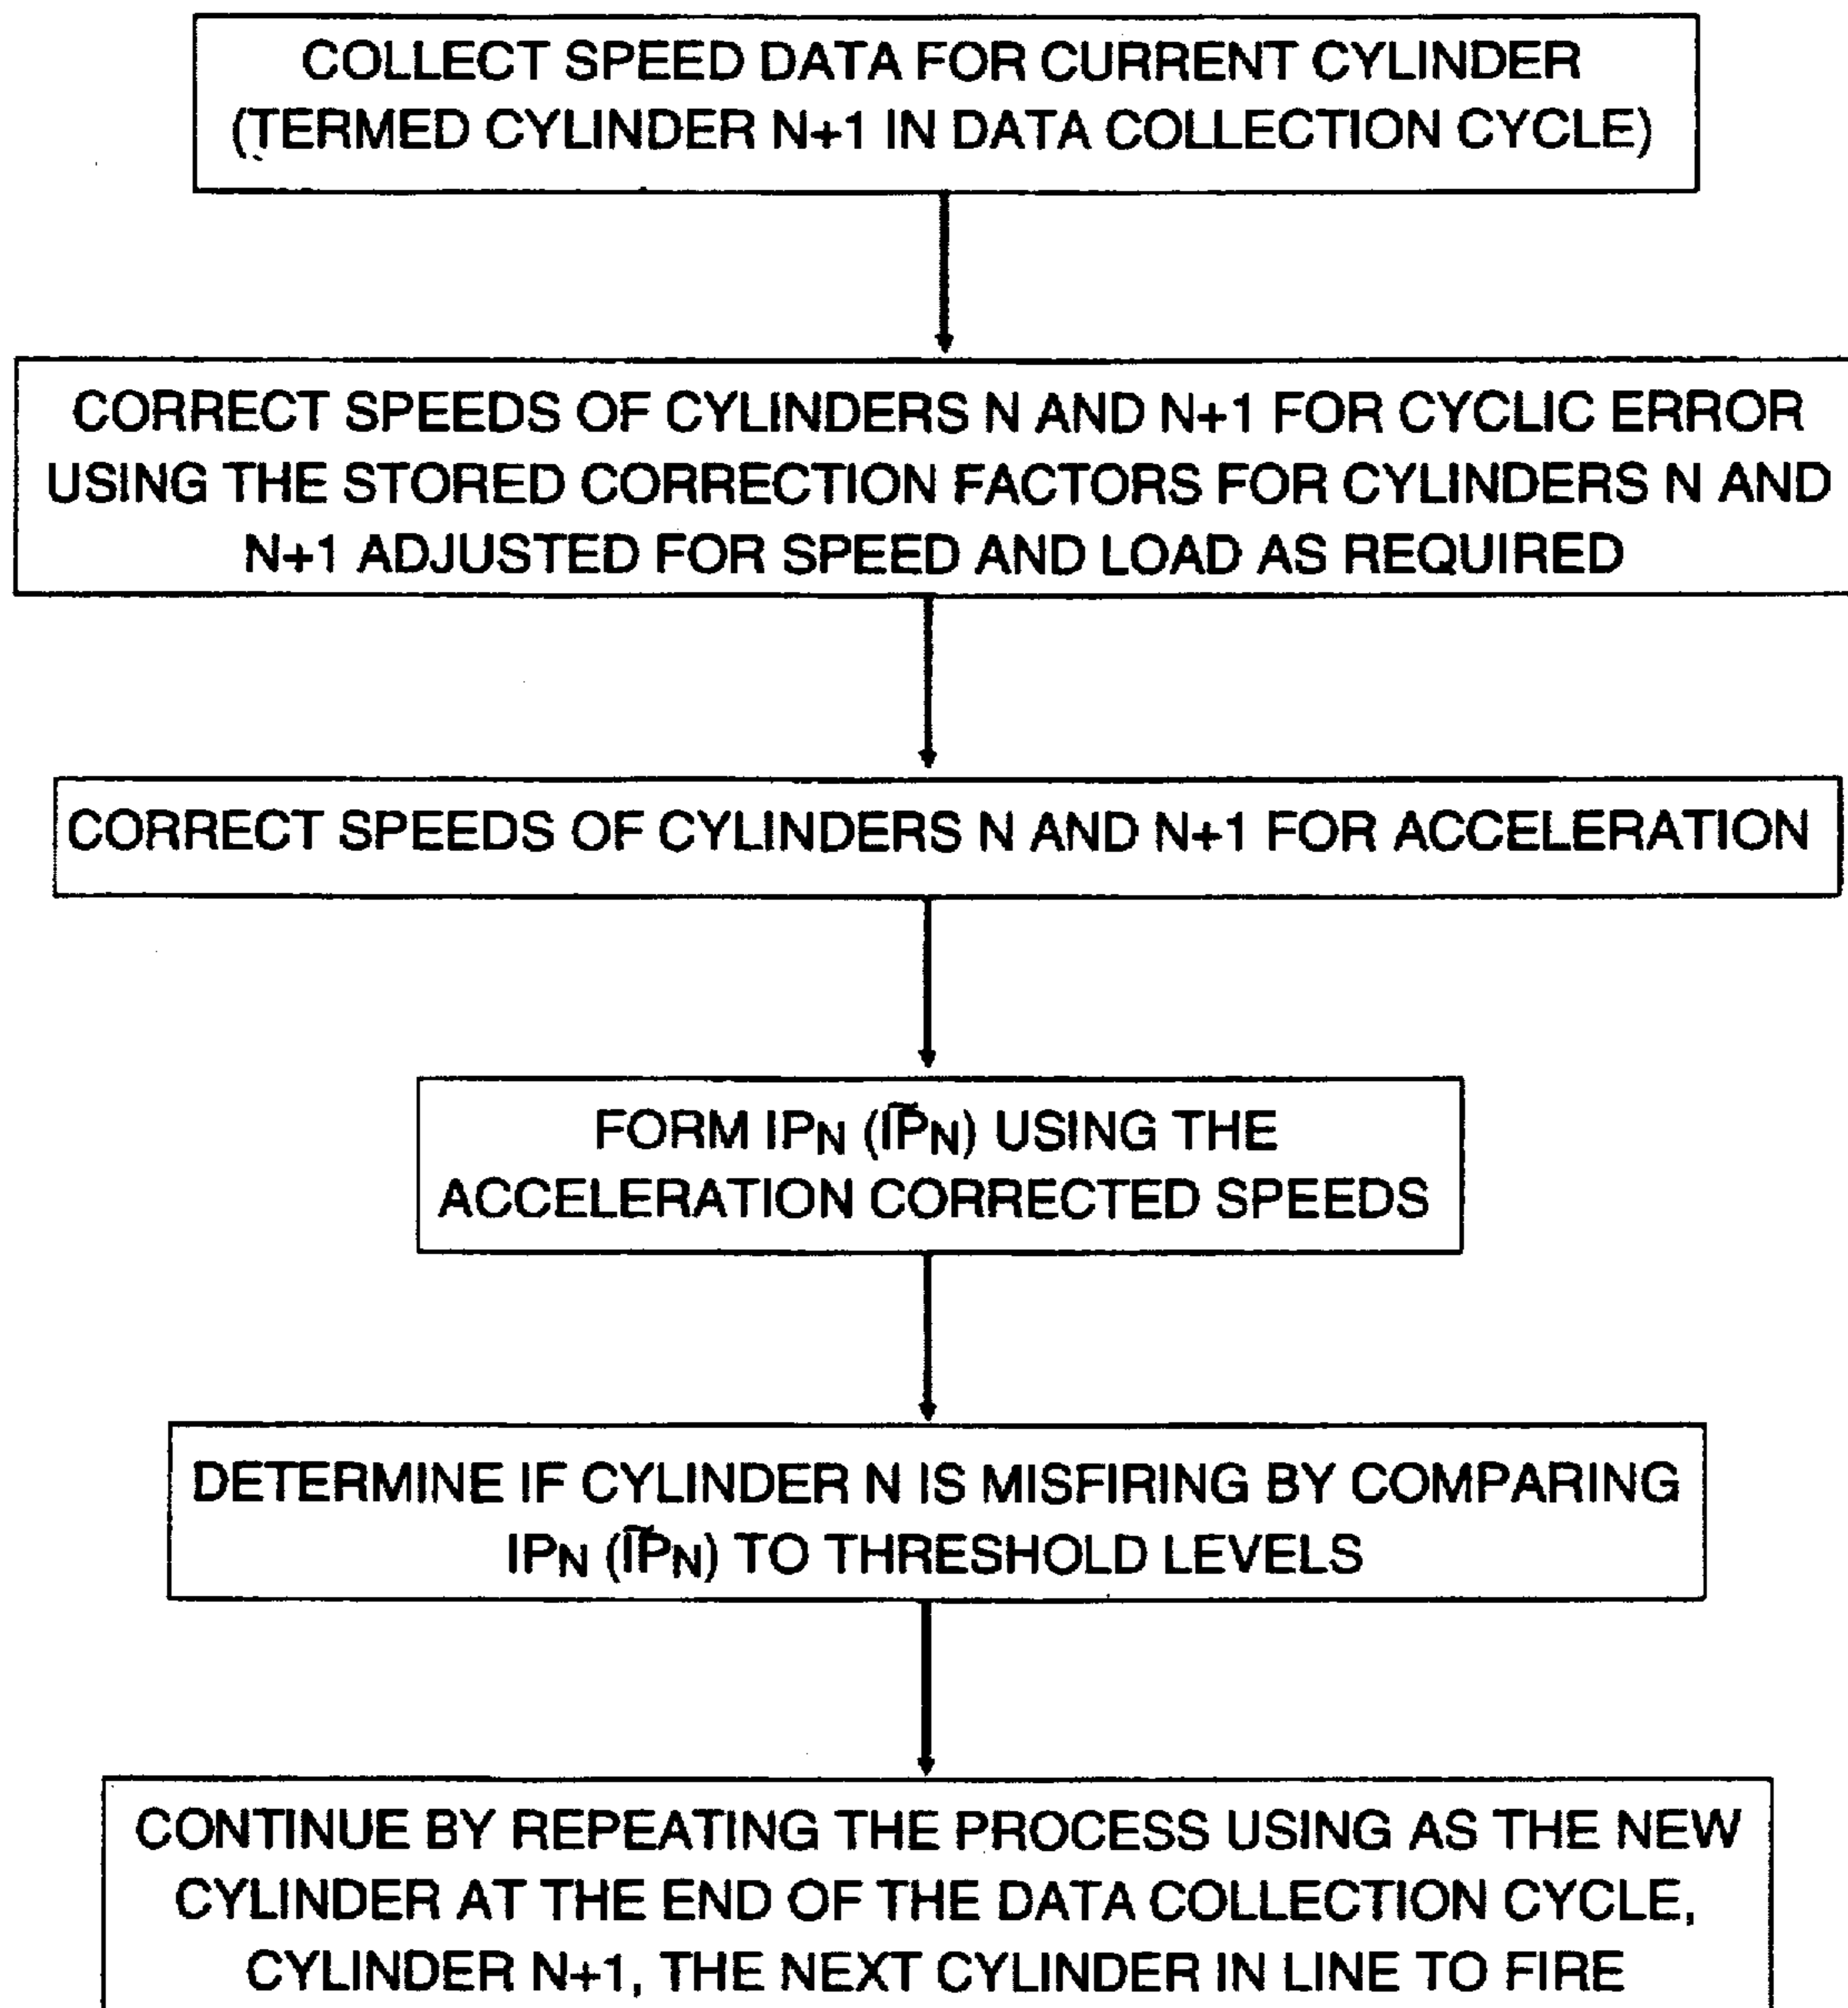 COLLECT SPEED DATA FOR CURRENT CYLINDER
(TERMED CYLINDER N+1 IN DATA COLLECTION CYCLE)
CORRECT SPEEDS OF CYLINDERS N AND N+1 FOR CYCLIC ERROR
USING THE STORED CORRECTION FACTORS FOR CYLINDERS N AND
N+1 ADJUSTED FOR SPEED AND LOAD AS REQUIRED
CORRECT SPEEDS OF CYLINDERS N AND N+1 FOR ACCELERATION
FORM IPN (ĨPN) USING THE
ACCELERATION CORRECTED SPEEDS
DETERMINE IF CYLINDER N IS MISFIRING BY COMPARING
IPN (ĨPN) TO THRESHOLD LEVELS
CONTINUE BY REPEATING THE PROCESS USING AS THE NEW
CYLINDER AT THE END OF THE DATA COLLECTION CYCLE,
CYLINDER N+1, THE NEXT CYLINDER IN LINE TO FIRE